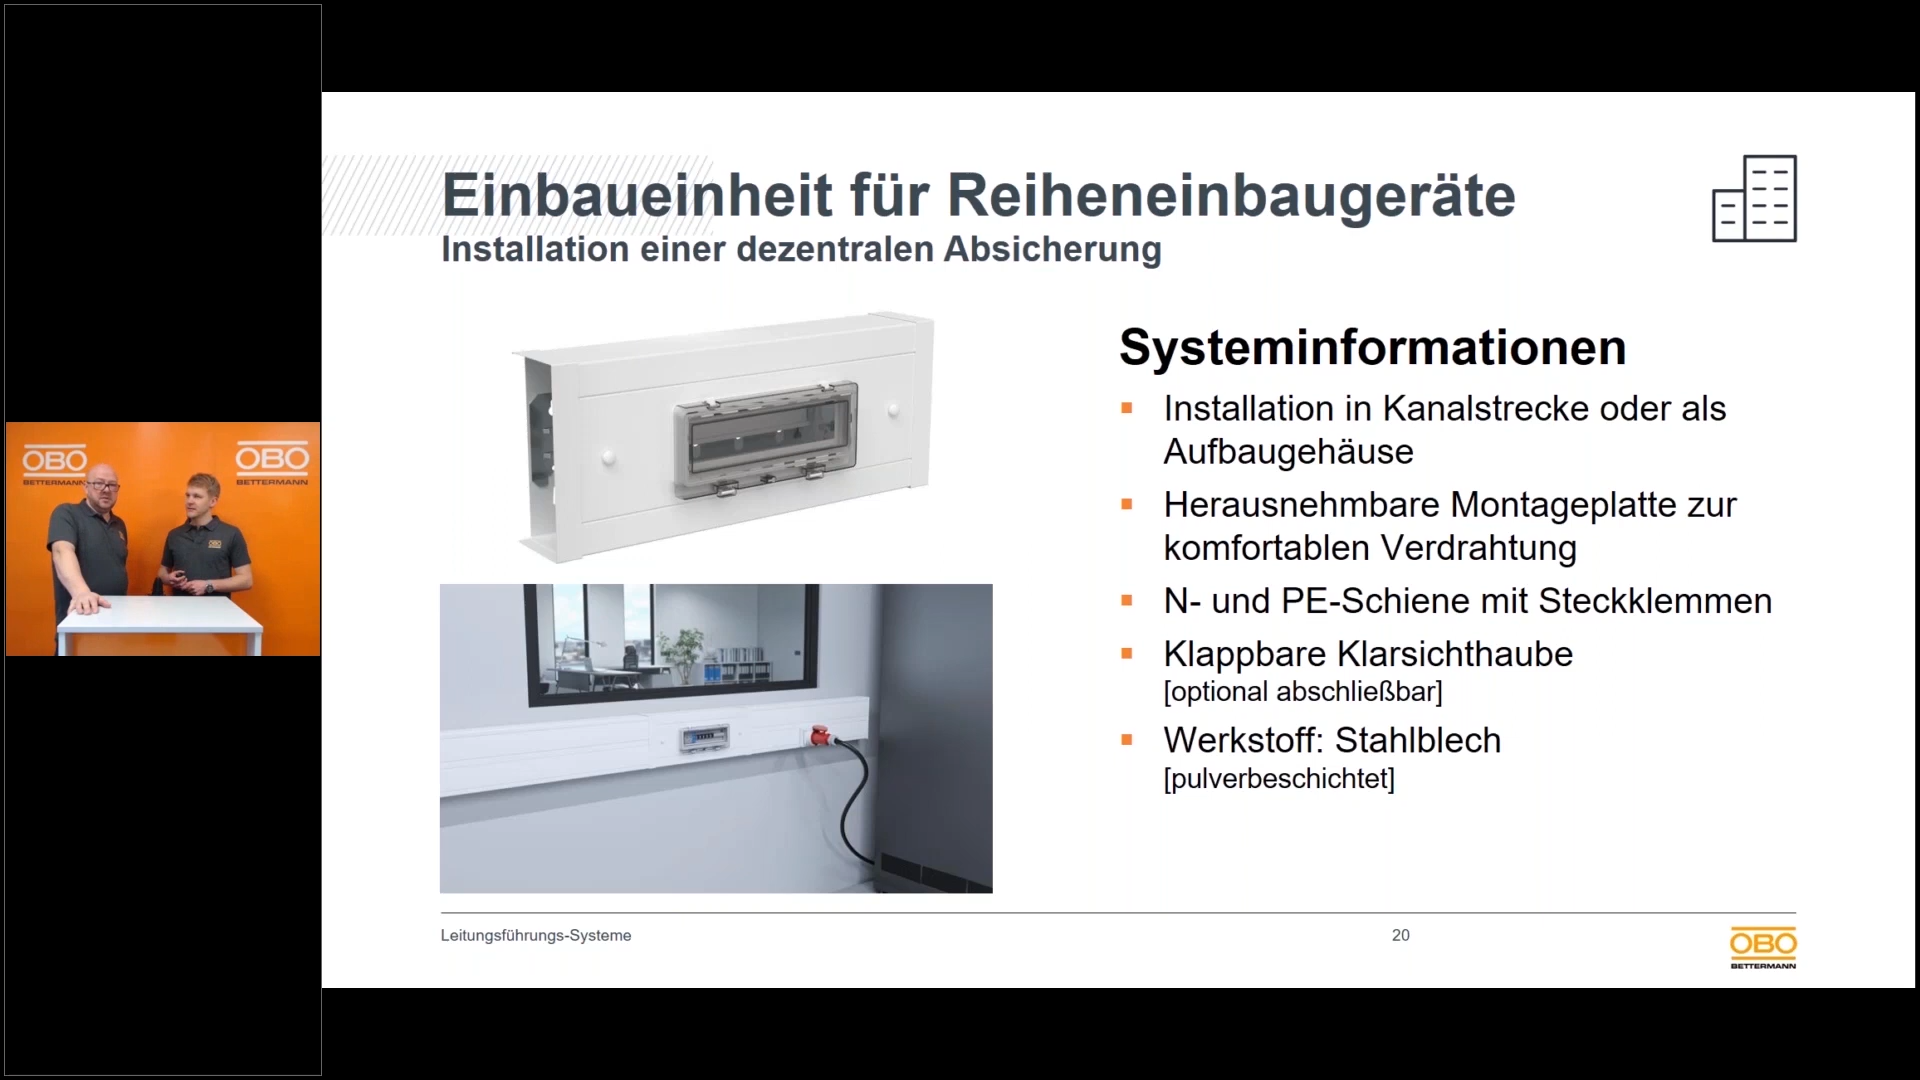 Einbaueinheit für Reiheneinbaugeräte
Installation einer dezentralen Absicherung
Systeminformationen
Installation in Kanalstrecke oder als
Aufbaugehäuse
Herausnehmbare Montageplatte zur
komfortablen Verdrahtung
N- und PE-Schiene mit Steckklemmen
Klappbare Klarsichthaube
[optional abschließbar]
Werkstoff: Stahlblech
[pulverbeschichtet]
Leitungsführungs-Systeme
20
OBO
BETTERMANN
OBO
BETTERMANN
OBO
BETTERMANN
OBO